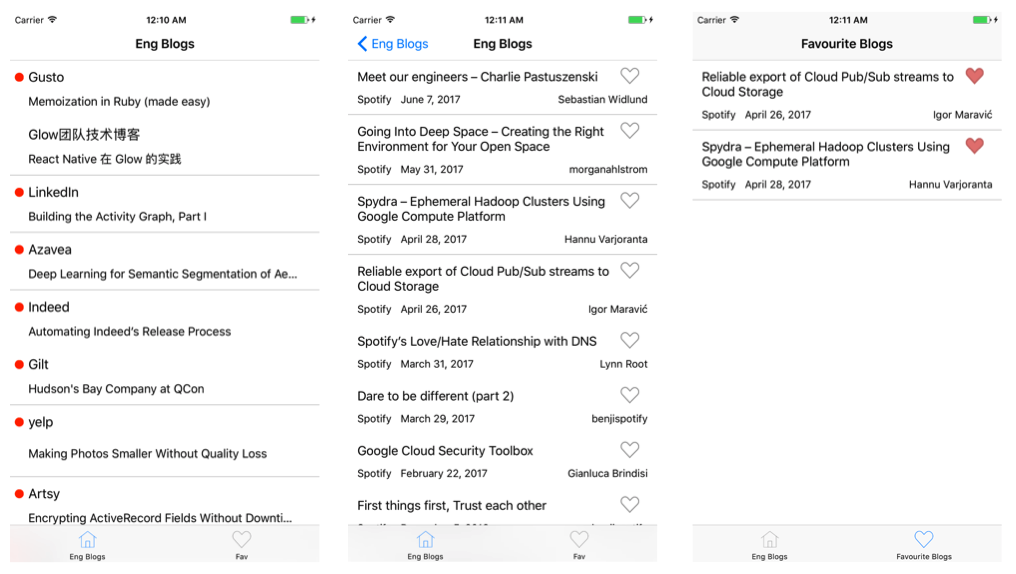 Carrier 12:10 AM
Eng Blogs
Gusto
Memoization in Ruby (made easy)
Glow团队技术博客
React Native 在 Glow 的实践
LinkedIn
Building the Activity Graph, Part I
Azavea
Deep Learning for Semantic Segmentation of Ae...
Indeed
Automating Indeed's Release Process
Gilt
Hudson's Bay Company at QCon
yelp
Making Photos Smaller Without Quality Loss
Artsy
Encrypting ActiveRecord Fields Without Downti...
Eng Blogs Fav
Carrier 12:11 AM
Eng Blogs Eng Blogs
Meet our engineers – Charlie Pastuszenski
Spotify June 7, 2017 Sebastian Widlund
Going Into Deep Space – Creating the Right
Environment for Your Open Space
Spotify May 31, 2017 morganahlstrom
Spydra – Ephemeral Hadoop Clusters Using
Google Compute Platform
Spotify April 28, 2017 Hannu Varjoranta
Reliable export of Cloud Pub/Sub streams to
Cloud Storage
Spotify April 26, 2017 Igor Maravić
Spotify's Love/Hate Relationship with DNS
Spotify March 31, 2017 Lynn Root
Dare to be different (part 2)
Spotify March 29, 2017 benjispotify
Google Cloud Security Toolbox
Spotify February 22, 2017 Gianluca Brindisi
First things first, Trust each other
Eng Blogs Fav
Carrier 12:11 AM
Favourite Blogs
Reliable export of Cloud Pub/Sub streams to
Cloud Storage
Spotify April 26, 2017 Igor Maravić
Spydra – Ephemeral Hadoop Clusters Using
Google Compute Platform
Spotify April 28, 2017 Hannu Varjoranta
Eng Blogs Favourite Blogs